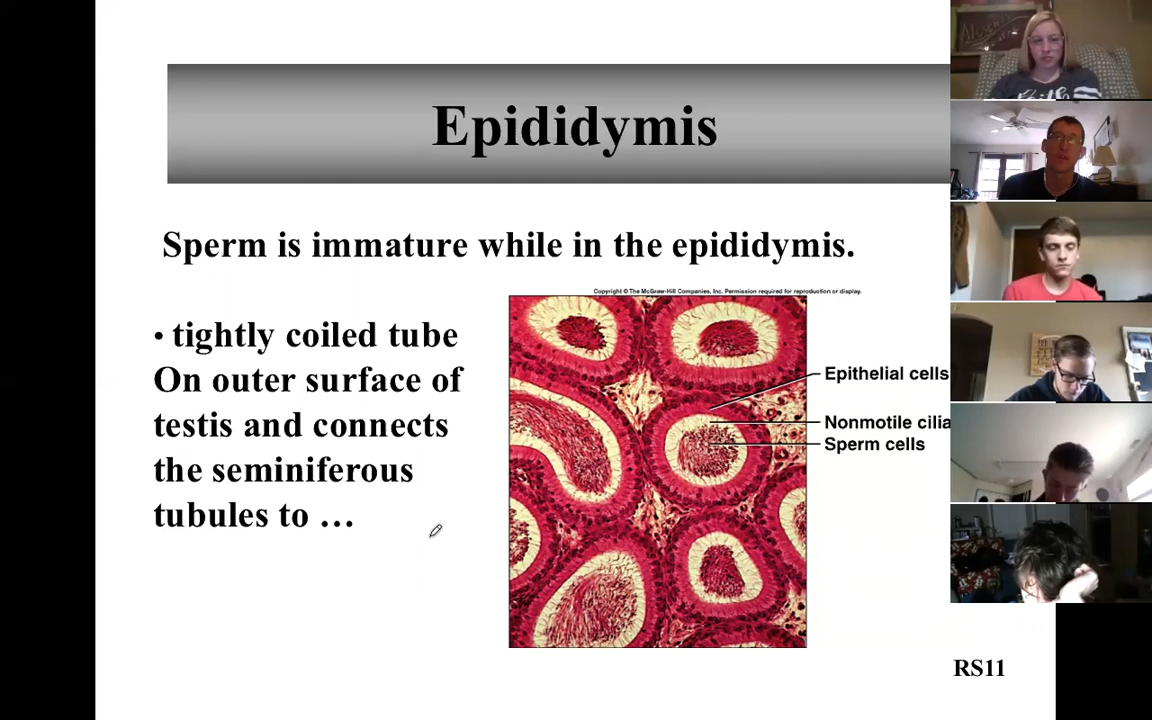 Epididymis
Sperm is immature while in the epididymis.
Copyright © The McGraw-Hill Companies, Inc. Permission required for reproduction or display.
• tightly coiled tube
On outer surface of
testis and connects
the seminiferous
tubules to …
Epithelial cells
Nonmotile cilia
Sperm cells
RS11